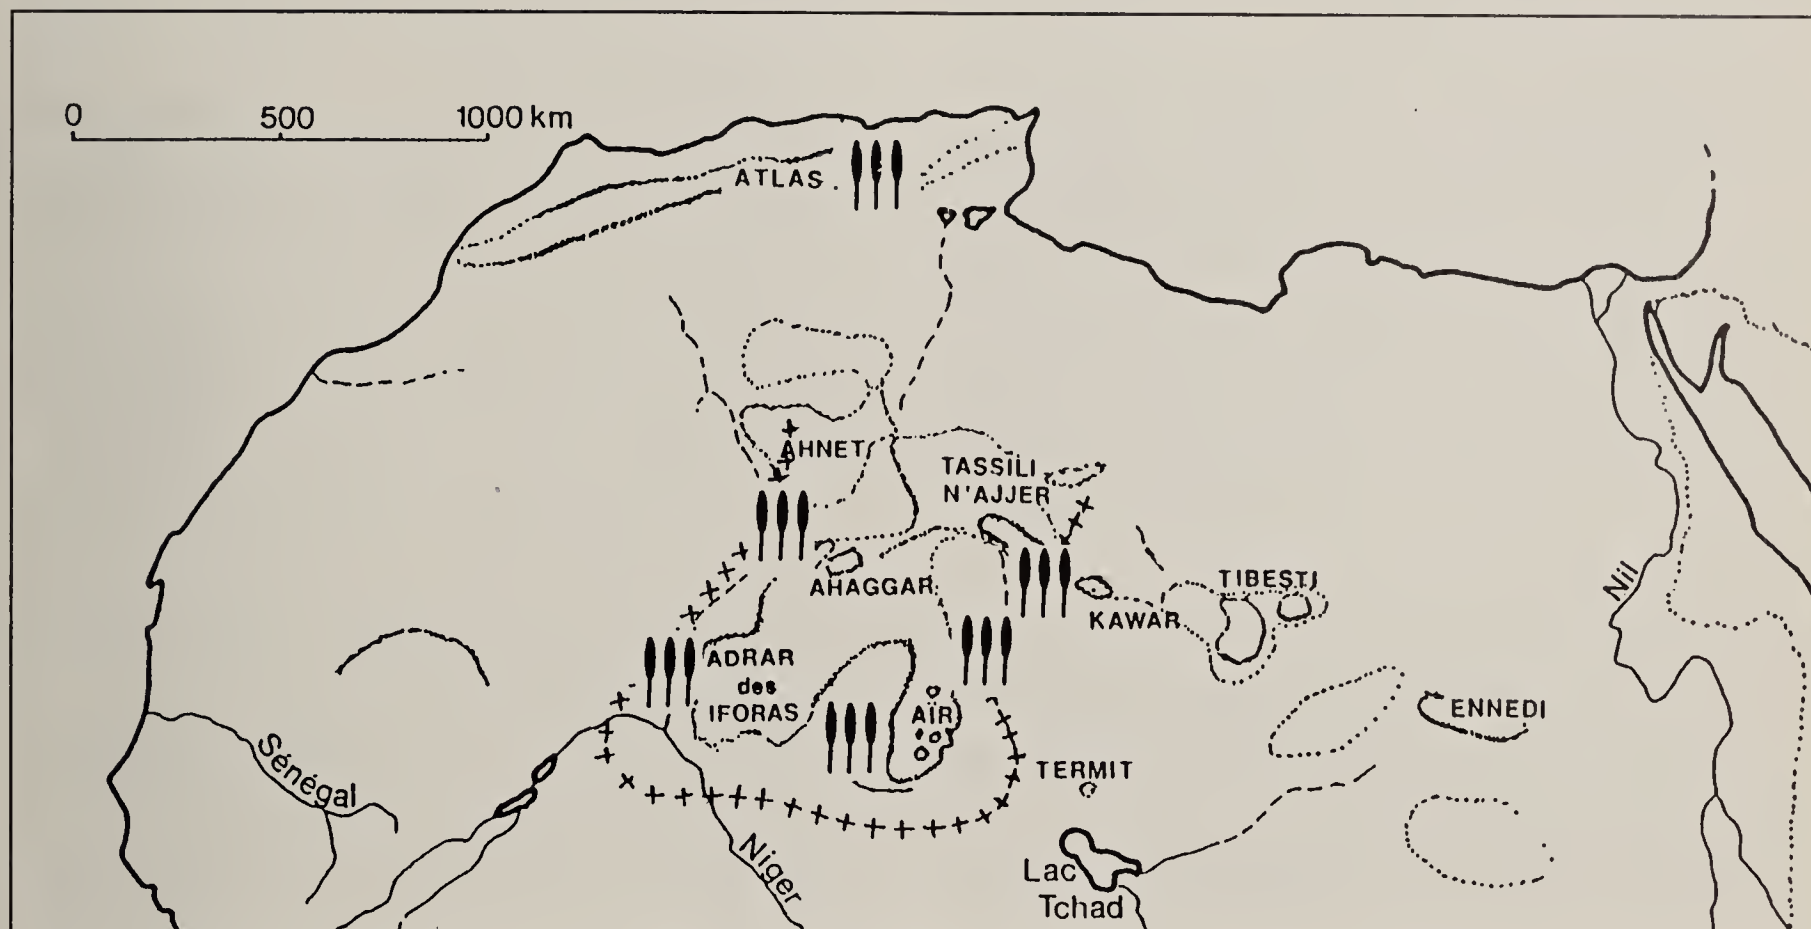 0 500 1000 km
ATLAS
AHNET
TASSILI
N'AJJER
AHAGGAR
TIBESTI
KAWAR
Nil
ADRAR
des
IFORAS
AÏR
ENNEDI
TERMIT
Sénégal
Niger
Lac
Tchad